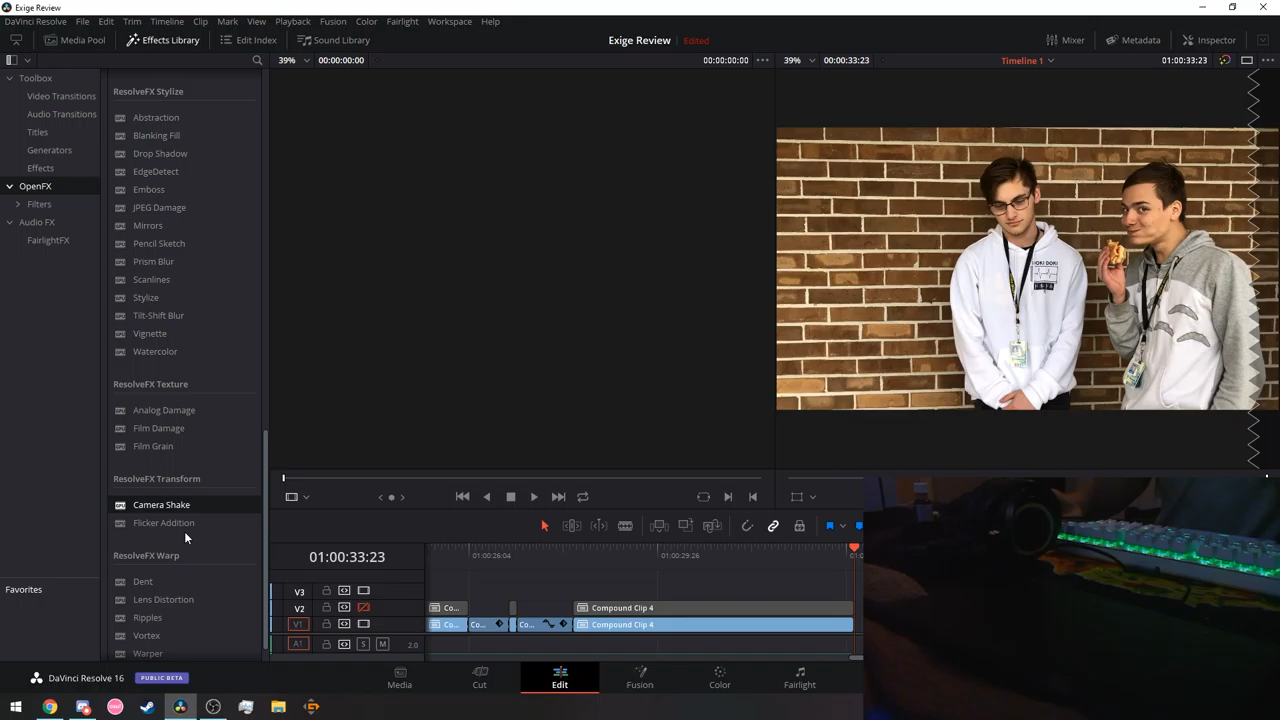 Exige Review
DaVinci Resolve File Edit Trim Timeline Clip Mark View Playback Fusion Color Fairlight Workspace Help
Media Pool Effects Library Edit Index Sound Library Exige Review Edited Mixer Metadata Inspector
39% 00:00:00:00 00:00:00:00 39% 00:00:33:23 Timeline 1 01:00:33:23
Toolbox
Video Transitions
Audio Transitions
Titles
Generators
Effects
OpenFX
Filters
Audio FX
FairlightFX
Favorites
ResolveFX Stylize
Abstraction
Blanking Fill
Drop Shadow
EdgeDetect
Emboss
JPEG Damage
Mirrors
Pencil Sketch
Prism Blur
Scanlines
Stylize
Tilt-Shift Blur
Vignette
Watercolor
ResolveFX Texture
Analog Damage
Film Damage
Film Grain
ResolveFX Transform
Camera Shake
Flicker Addition
ResolveFX Warp
Dent
Lens Distortion
Ripples
Vortex
Warper
01:00:33:23 01:00:26:04 01:00:29:26
V3
V2 Co... Compound Clip 4
V1 Co... Co... Co... Compound Clip 4
A1 S M 2.0
DaVinci Resolve 16 PUBLIC BETA Media Cut Edit Fusion Color Fairlight